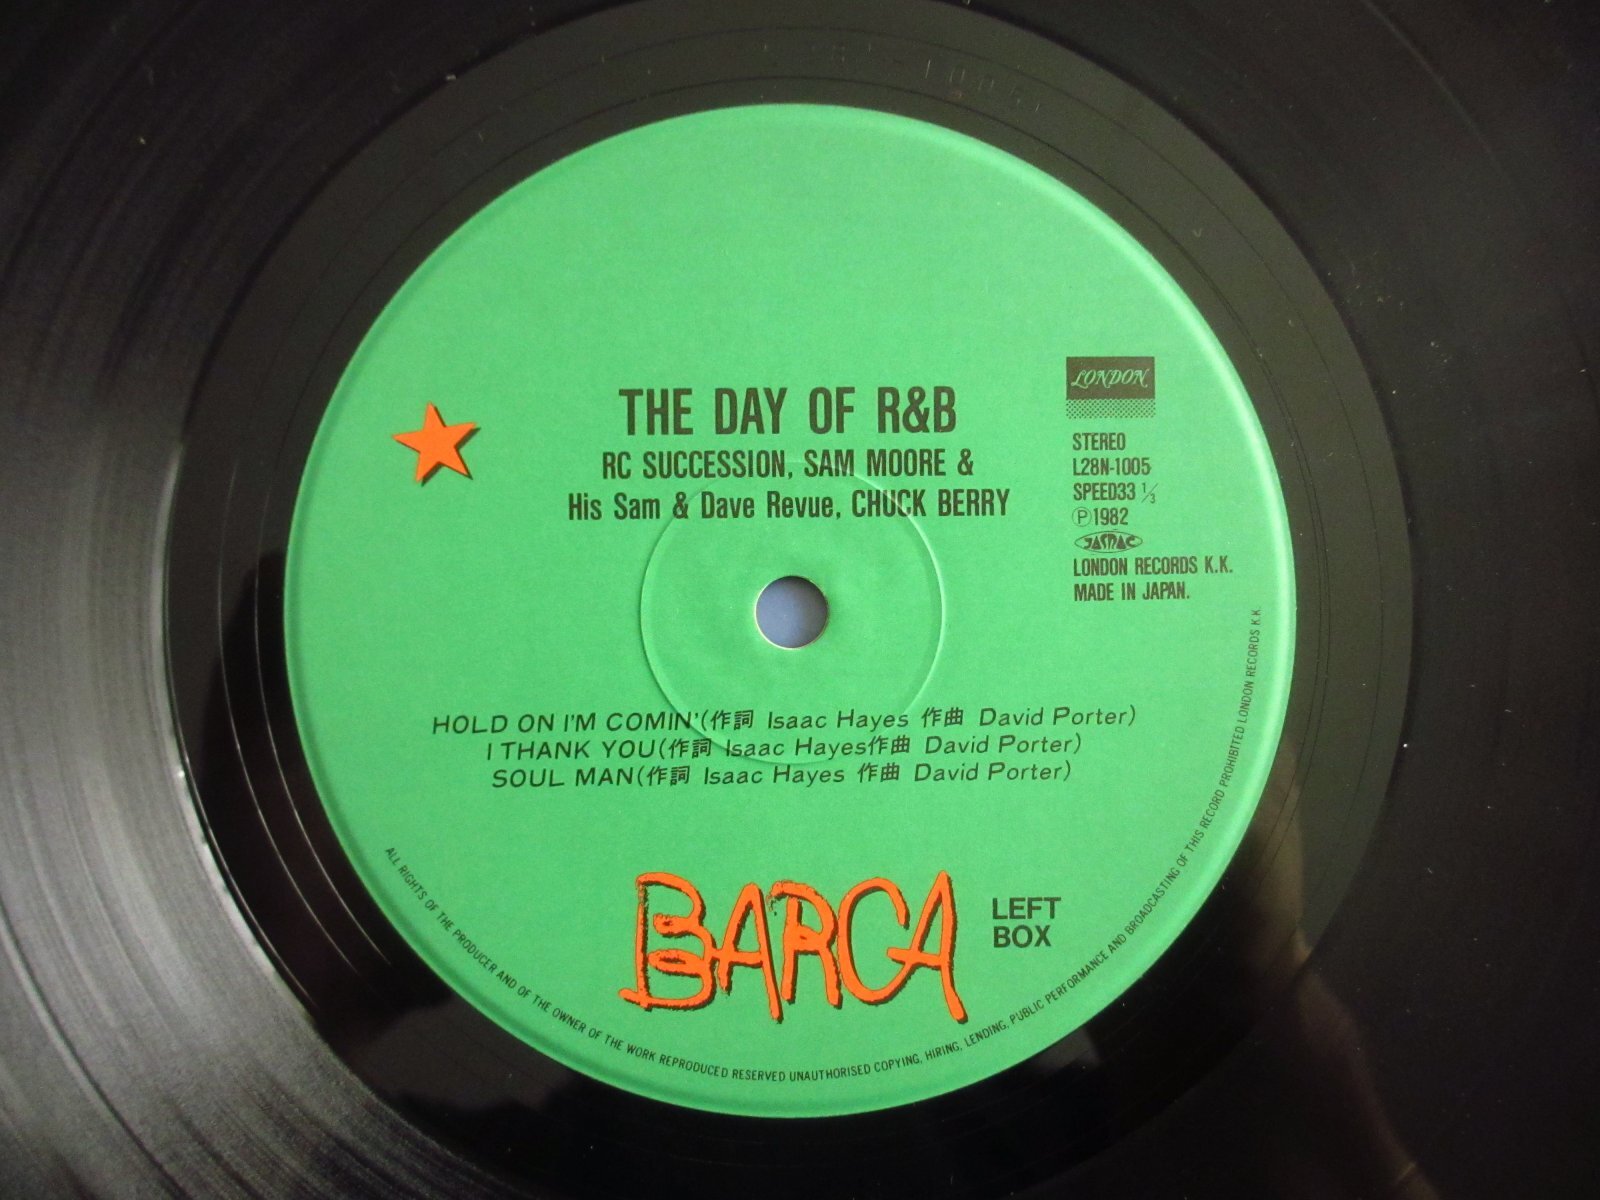 THE DAY OF R&B
RC SUCCESSION, SAM MOORE &
His Sam & Dave Revue, CHUCK BERRY
LONDON
STEREO
L28N-1005
SPEED33 1/3
Ⓟ1982
JASRAC
LONDON RECORDS K.K.
MADE IN JAPAN.
HOLD ON I'M COMIN'(作詞 Isaac Hayes 作曲 David Porter)
I THANK YOU(作詞 Isaac Hayes作曲 David Porter)
SOUL MAN(作詞 Isaac Hayes 作曲 David Porter)
BARCA
LEFT
BOX
ALL RIGHTS OF THE PRODUCER AND OF THE OWNER OF THE WORK REPRODUCED RESERVED UNAUTHORISED COPYING, HIRING, LENDING, PUBLIC PERFORMANCE AND BROADCASTING OF THIS RECORD PROHIBITED LONDON RECORDS K.K